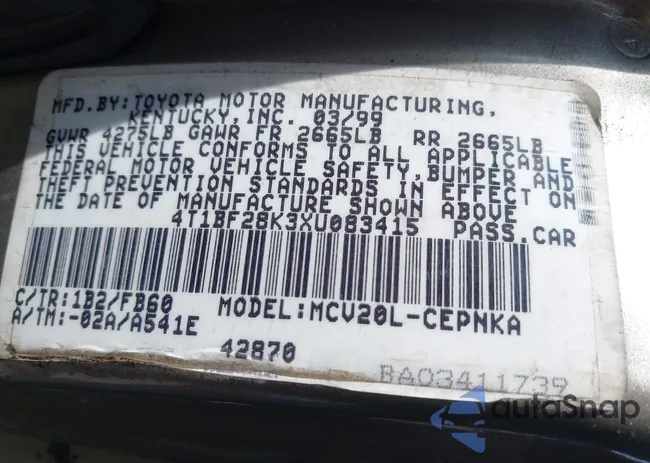 MFD.BY:TOYOTA MOTOR MANUFACTURING,
KENTUCKY,INC. 03/99
GVWR 4275LB GAWR FR 2665LB RR 2665LB
THIS VEHICLE CONFORMS TO ALL APPLICABLE
FEDERAL MOTOR VEHICLE SAFETY,BUMPER AND
THEFT PREVENTION STANDARDS IN EFFECT ON
THE DATE OF MANUFACTURE SHOWN ABOVE
4T1BF28K3XU083415 PASS.CAR
C/TR:1B2/FB60 MODEL:MCV20L-CEPNKA
A/TM:-02A/A541E
42870
BA03411739
autaSnap